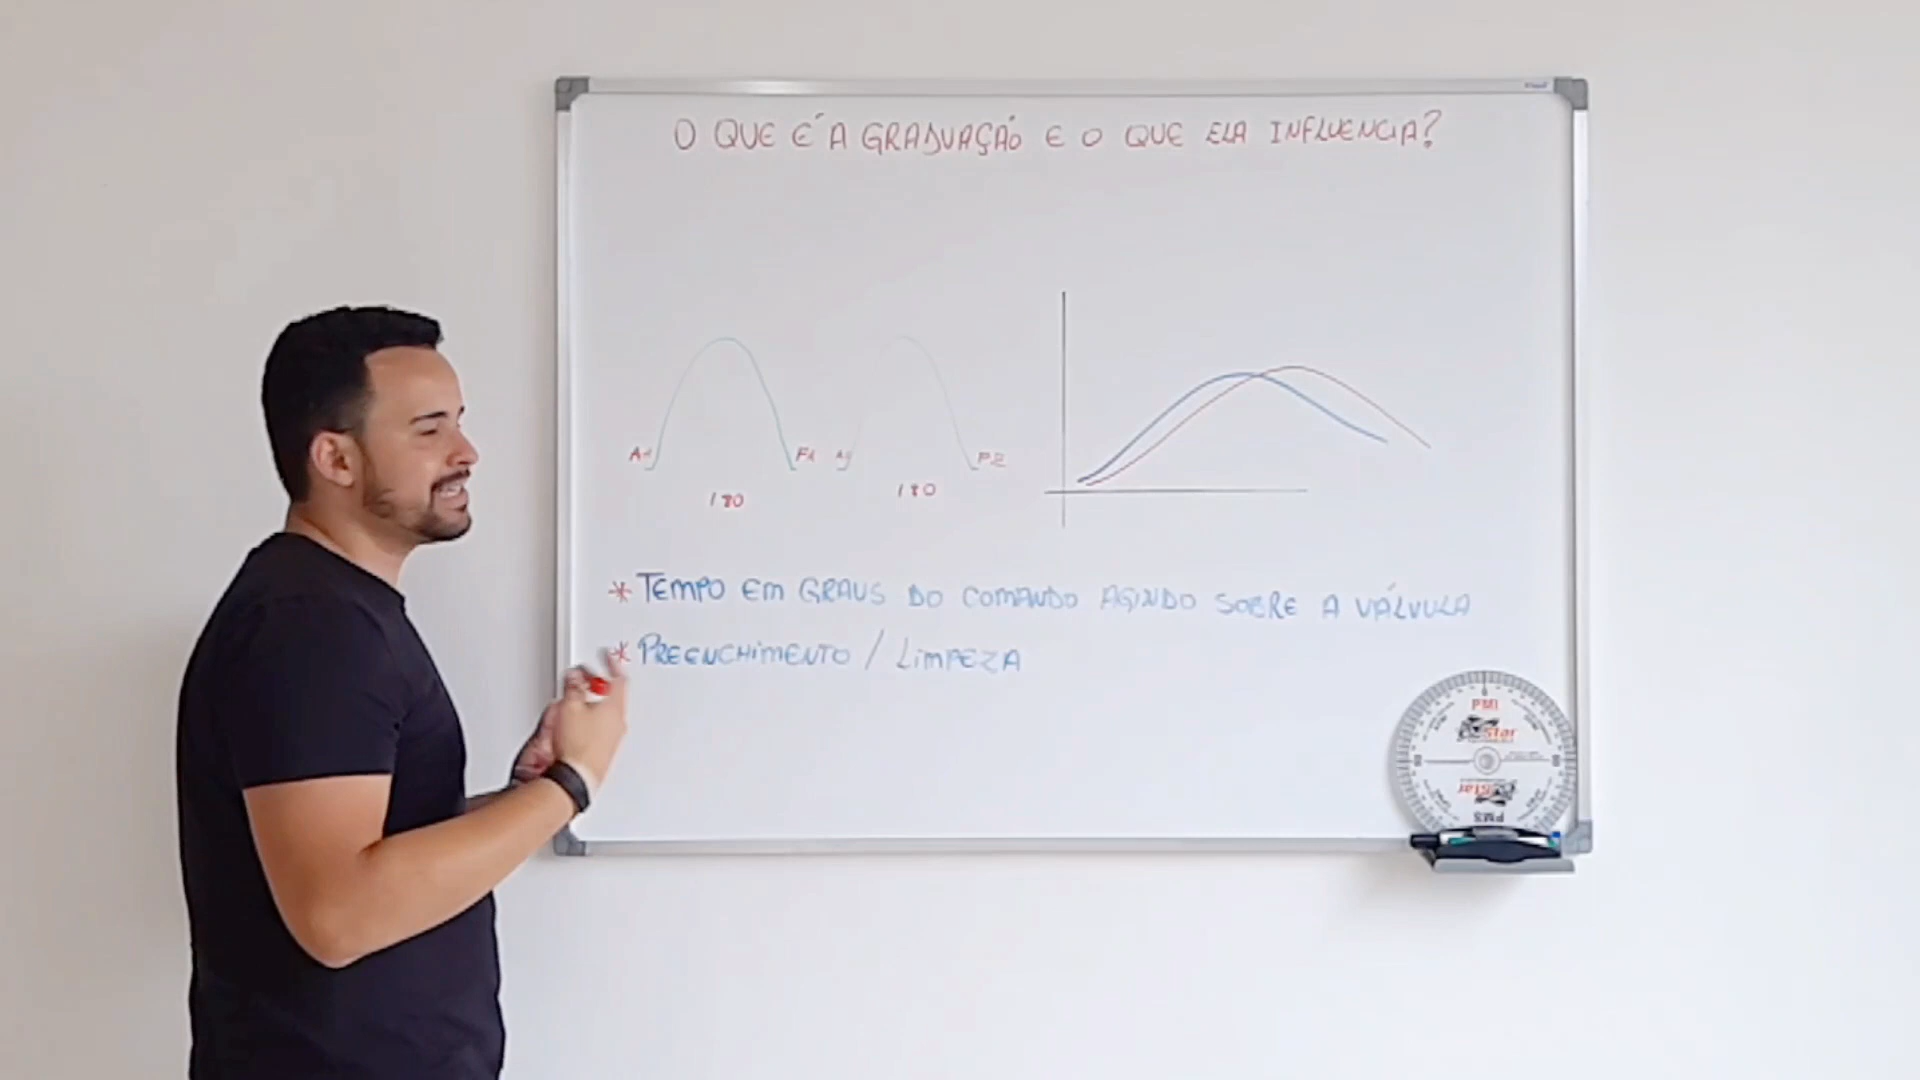 O QUE É A GRADUAÇÃO E O QUE ELA INFLUENCIA?
A1 F1 F2
180 180
* TEMPO EM GRAUS DO COMANDO AGINDO SOBRE A VÁLVULA
* PREENCHIMENTO / LIMPEZA
PMI
PMS